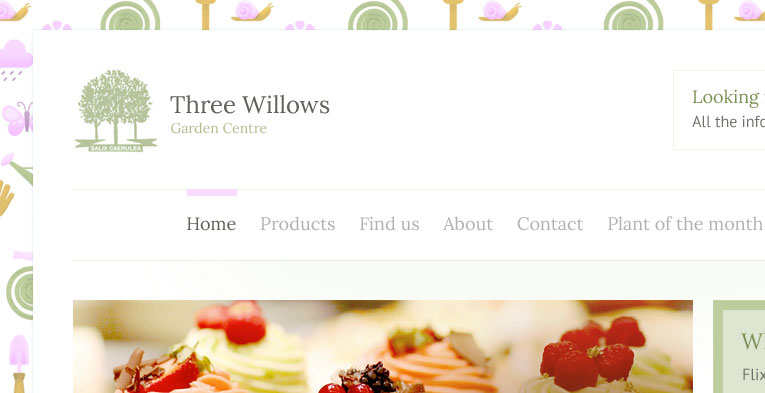 Three Willows
Garden Centre
SALIX CAERULEA
Looking
All the info
Home Products Find us About Contact Plant of the month